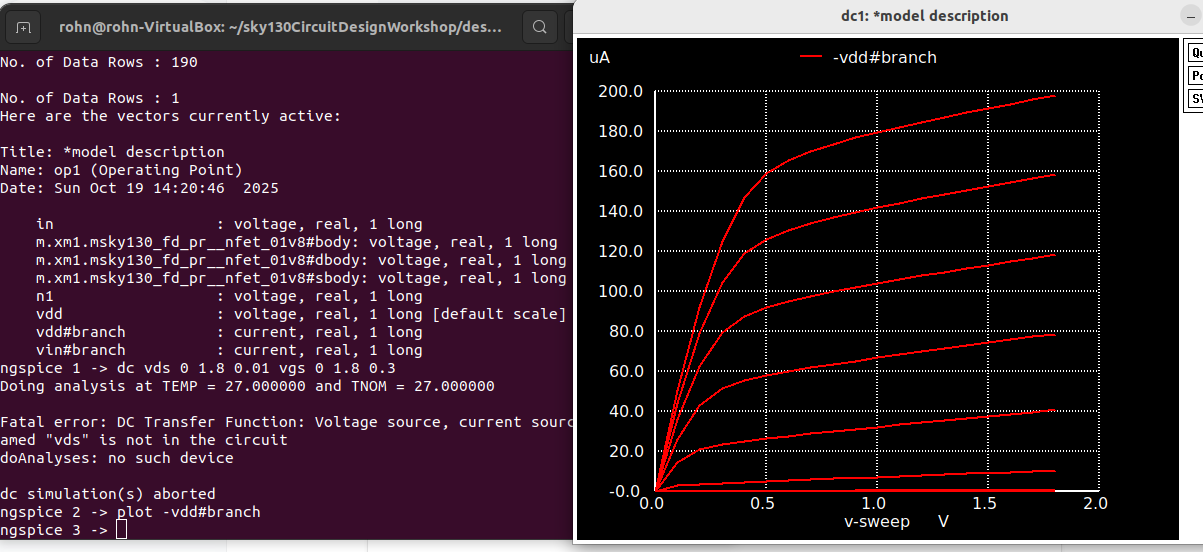 rohn@rohn-VirtualBox: ~/sky130CircuitDesignWorkshop/des...
No. of Data Rows : 190
No. of Data Rows : 1
Here are the vectors currently active:
Title: *model description
Name: op1 (Operating Point)
Date: Sun Oct 19 14:20:46  2025
in : voltage, real, 1 long
m.xm1.msky130_fd_pr__nfet_01v8#body: voltage, real, 1 long
m.xm1.msky130_fd_pr__nfet_01v8#dbody: voltage, real, 1 long
m.xm1.msky130_fd_pr__nfet_01v8#sbody: voltage, real, 1 long
n1 : voltage, real, 1 long
vdd : voltage, real, 1 long [default scale]
vdd#branch : current, real, 1 long
vin#branch : current, real, 1 long
ngspice 1 -> dc vds 0 1.8 0.01 vgs 0 1.8 0.3
Doing analysis at TEMP = 27.000000 and TNOM = 27.000000
Fatal error: DC Transfer Function: Voltage source, current sourc
amed "vds" is not in the circuit
doAnalyses: no such device
dc simulation(s) aborted
ngspice 2 -> plot -vdd#branch
ngspice 3 ->
dc1: *model description
uA
-vdd#branch
200.0
180.0
160.0
140.0
120.0
100.0
80.0
60.0
40.0
20.0
-0.0
0.0 0.5 1.0 1.5 2.0
v-sweep V
Qu